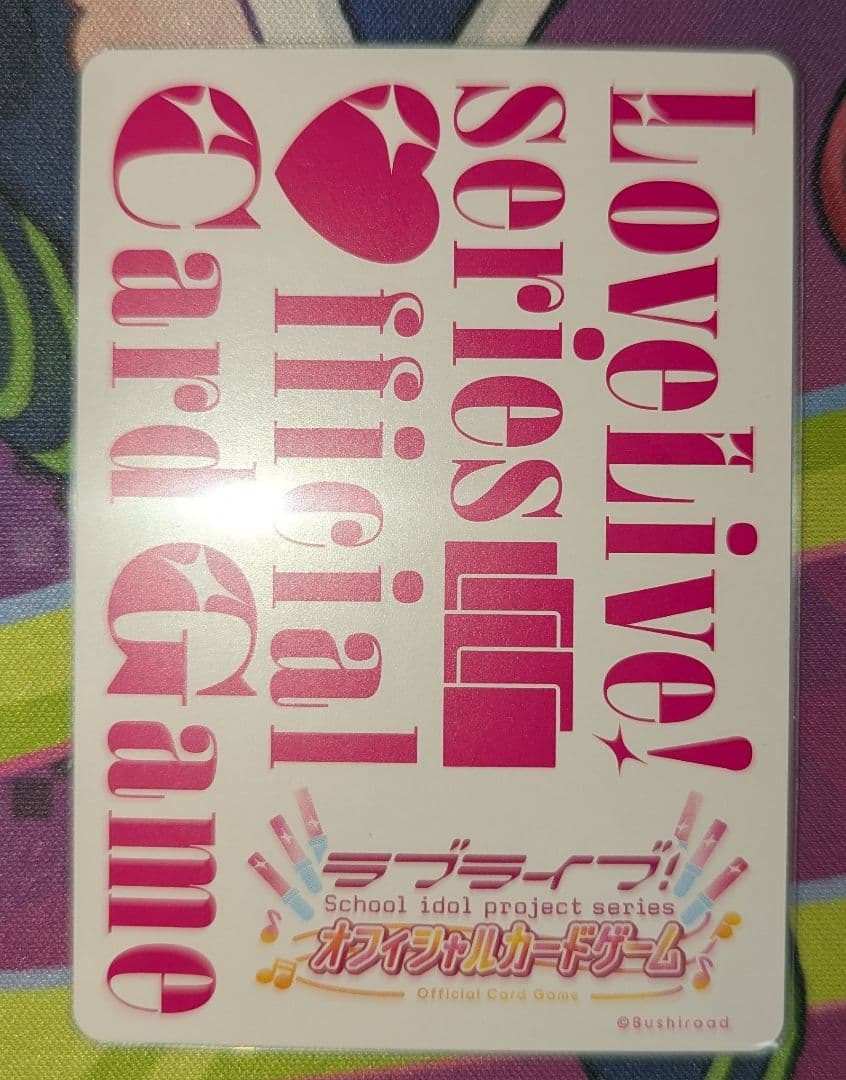 LoveLive!
series
Official
Card Game
ラブライブ!
School idol project series
オフィシャルカードゲーム
Official Card Game
©Bushiroad